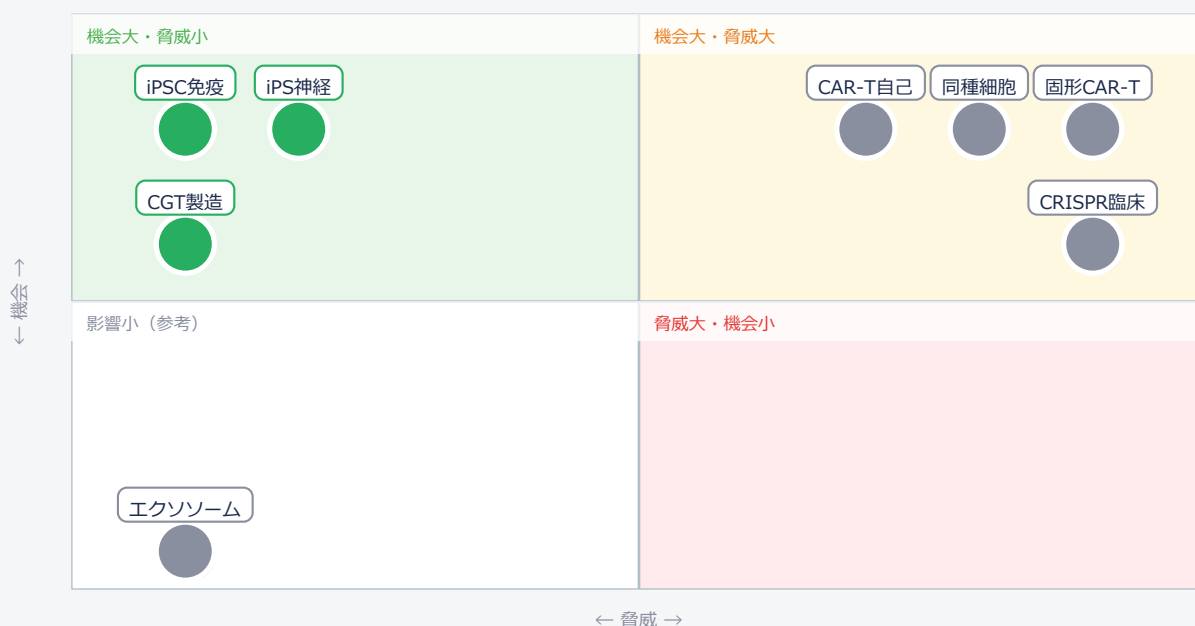 機会大・脅威小
機会大・脅威大
iPSC免疫
iPS神経
CAR-T自己
同種細胞
固形CAR-T
CGT製造
CRISPR臨床
← 機会 →
影響小（参考）
脅威大・機会小
エクソソーム
← 脅威 →